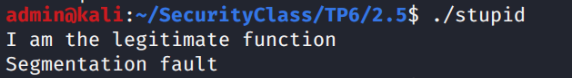 admin@kali:~/SecurityClass/TP6/2.5$ ./stupid
I am the legitimate function
Segmentation fault